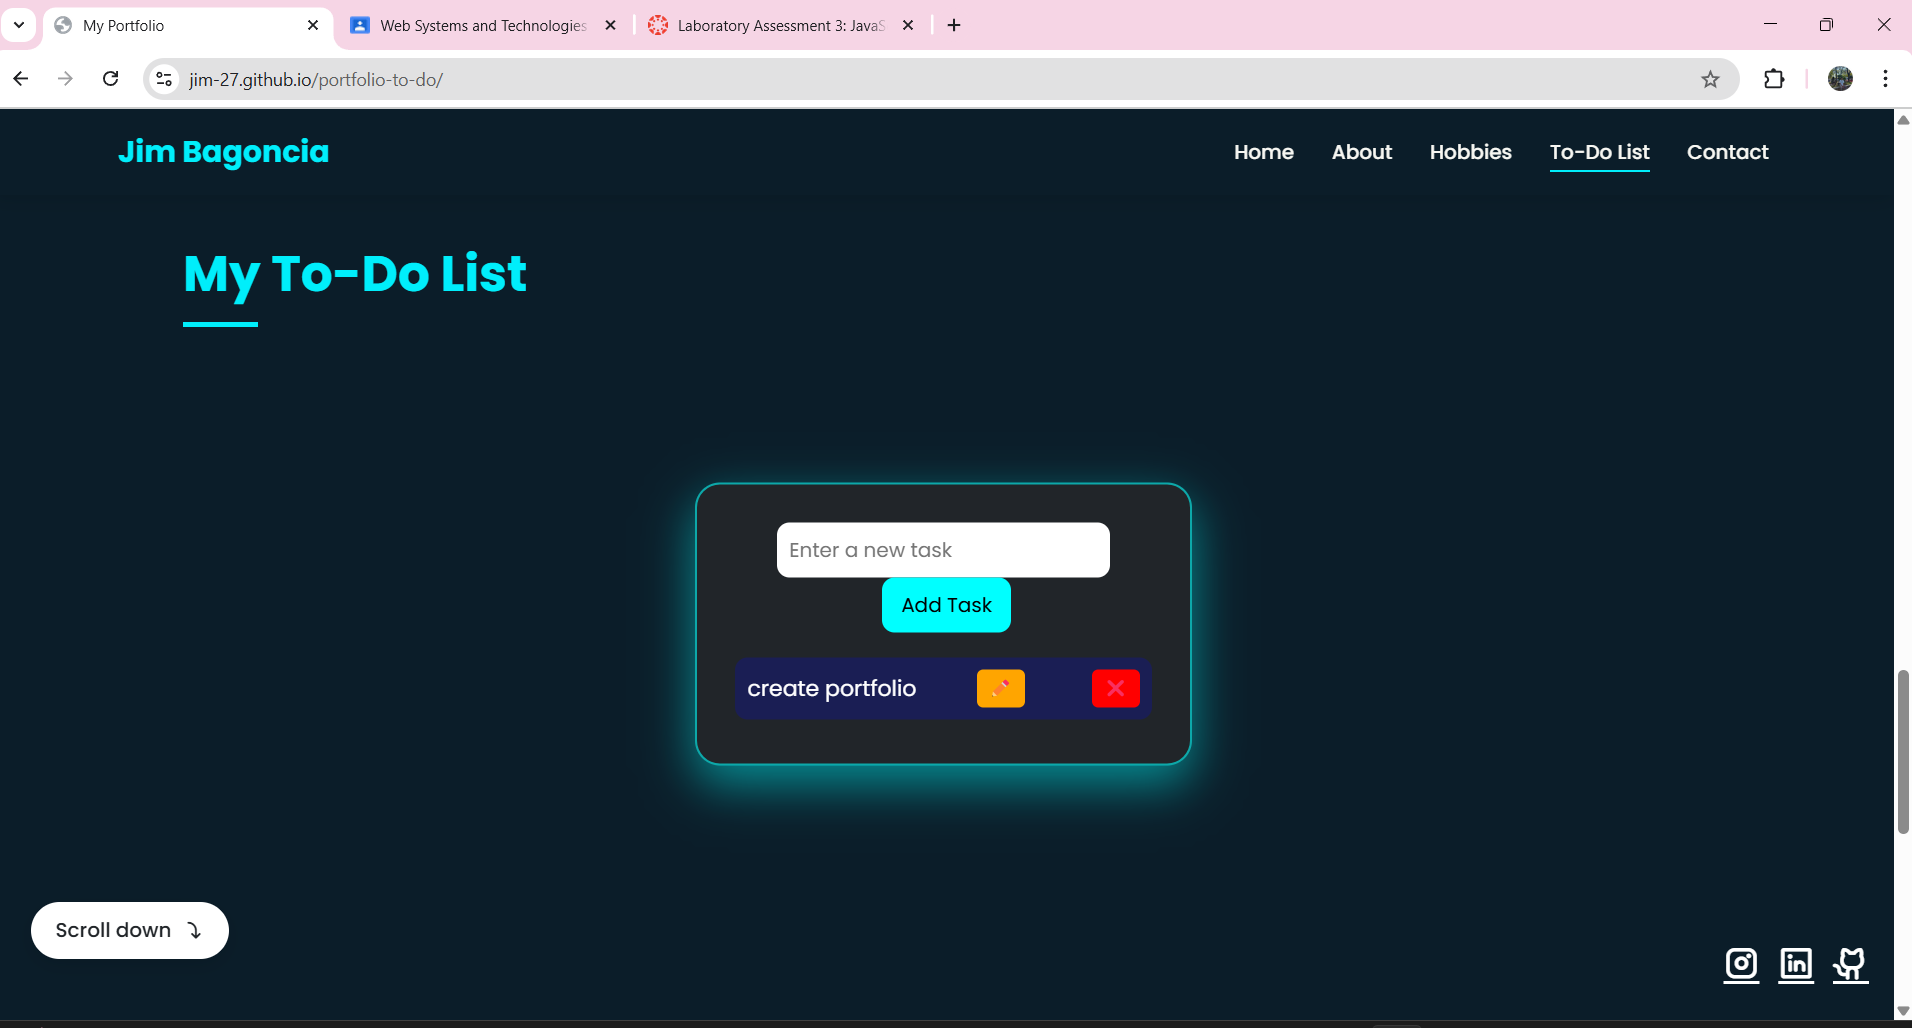 My Portfolio
Web Systems and Technologies
Laboratory Assessment 3: JavaS
jim-27.github.io/portfolio-to-do/
Jim Bagoncia
Home About Hobbies To-Do List Contact
My To-Do List
Enter a new task
Add Task
create portfolio
Scroll down
in